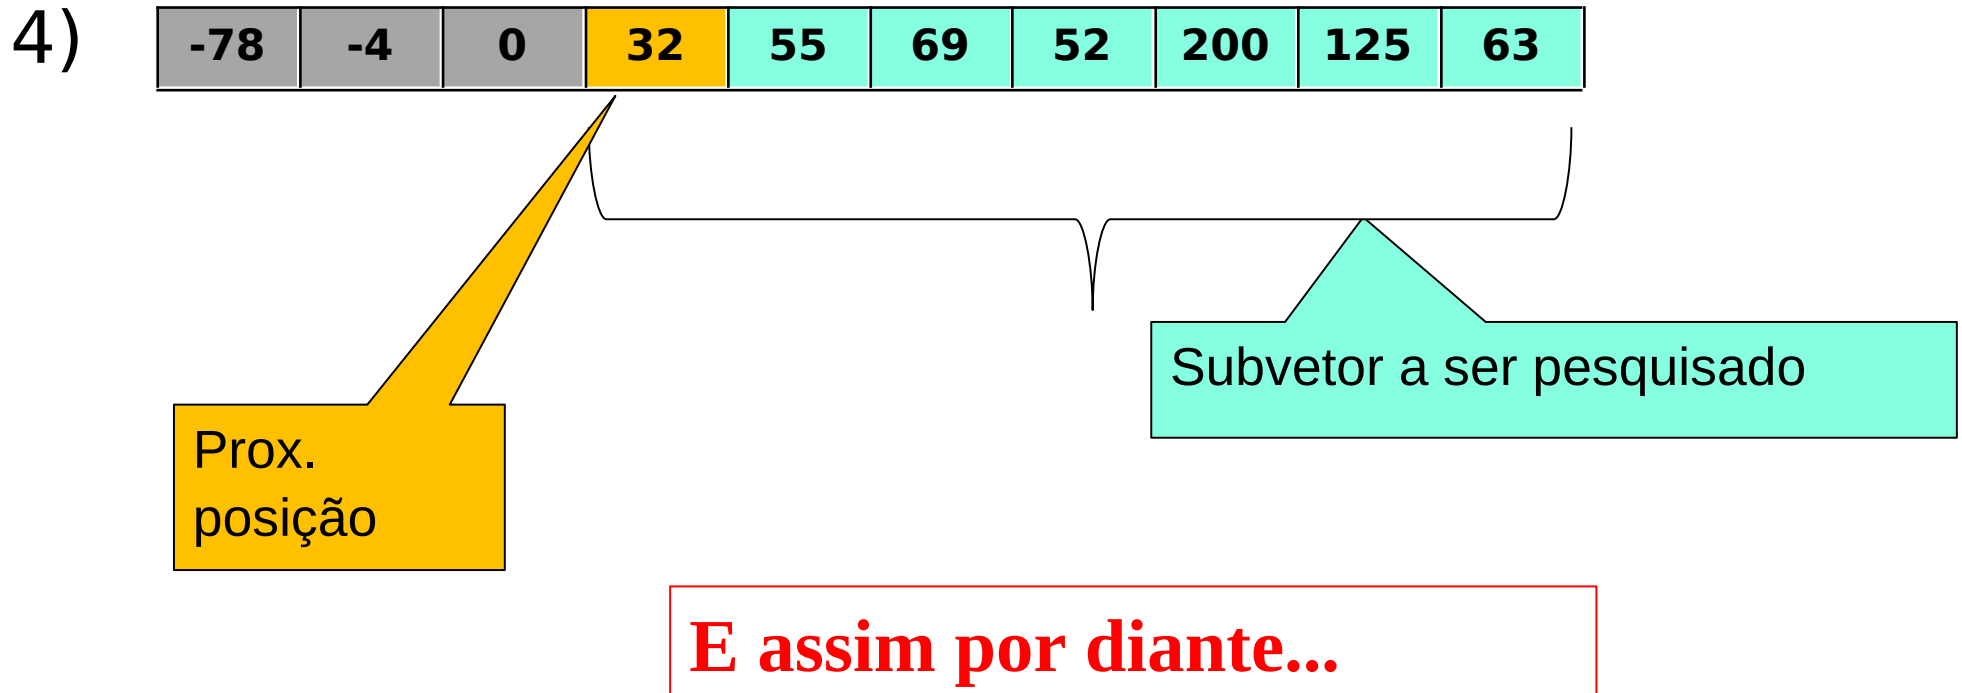 4) -78 -4 0 32 55 69 52 200 125 63
Subvetor a ser pesquisado
Prox.
posição
E assim por diante...